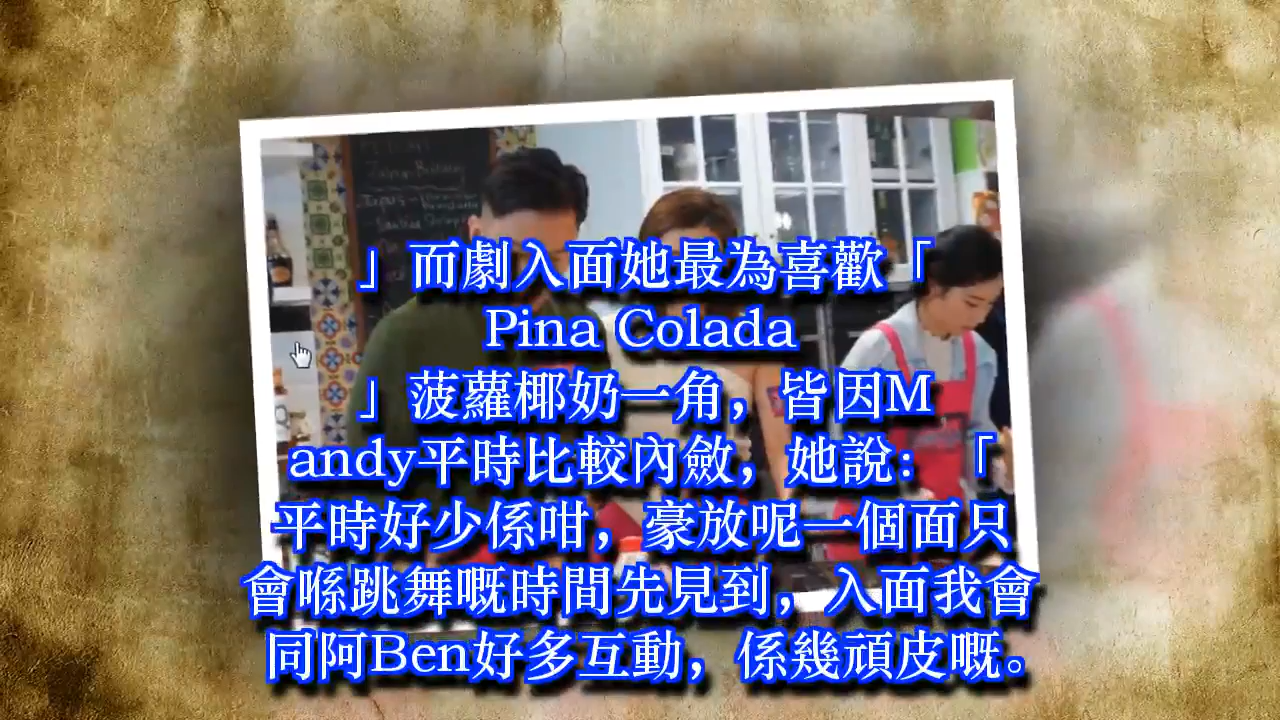 」而劇入面她最為喜歡「
Pina Colada
」菠蘿椰奶一角，皆因M
andy平時比較內斂，她說：「
平時好少係咁，豪放呢一個面只
會喺跳舞嘅時間先見到，入面我會
同阿Ben好多互動，係幾頑皮嘅。